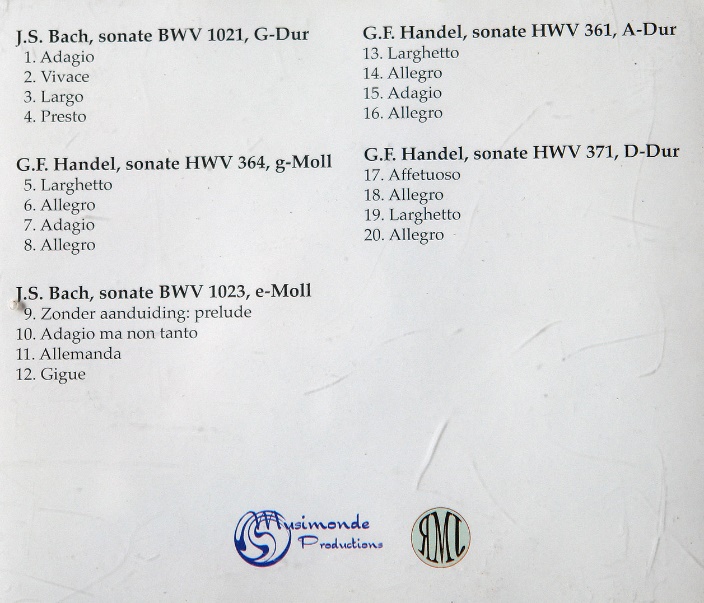 J.S. Bach, sonate BWV 1021, G-Dur
1. Adagio
2. Vivace
3. Largo
4. Presto
G.F. Handel, sonate HWV 364, g-Moll
5. Larghetto
6. Allegro
7. Adagio
8. Allegro
J.S. Bach, sonate BWV 1023, e-Moll
9. Zonder aanduiding: prelude
10. Adagio ma non tanto
11. Allemanda
12. Gigue
G.F. Handel, sonate HWV 361, A-Dur
13. Larghetto
14. Allegro
15. Adagio
16. Allegro
G.F. Handel, sonate HWV 371, D-Dur
17. Affetuoso
18. Allegro
19. Larghetto
20. Allegro
Musimonde
Productions